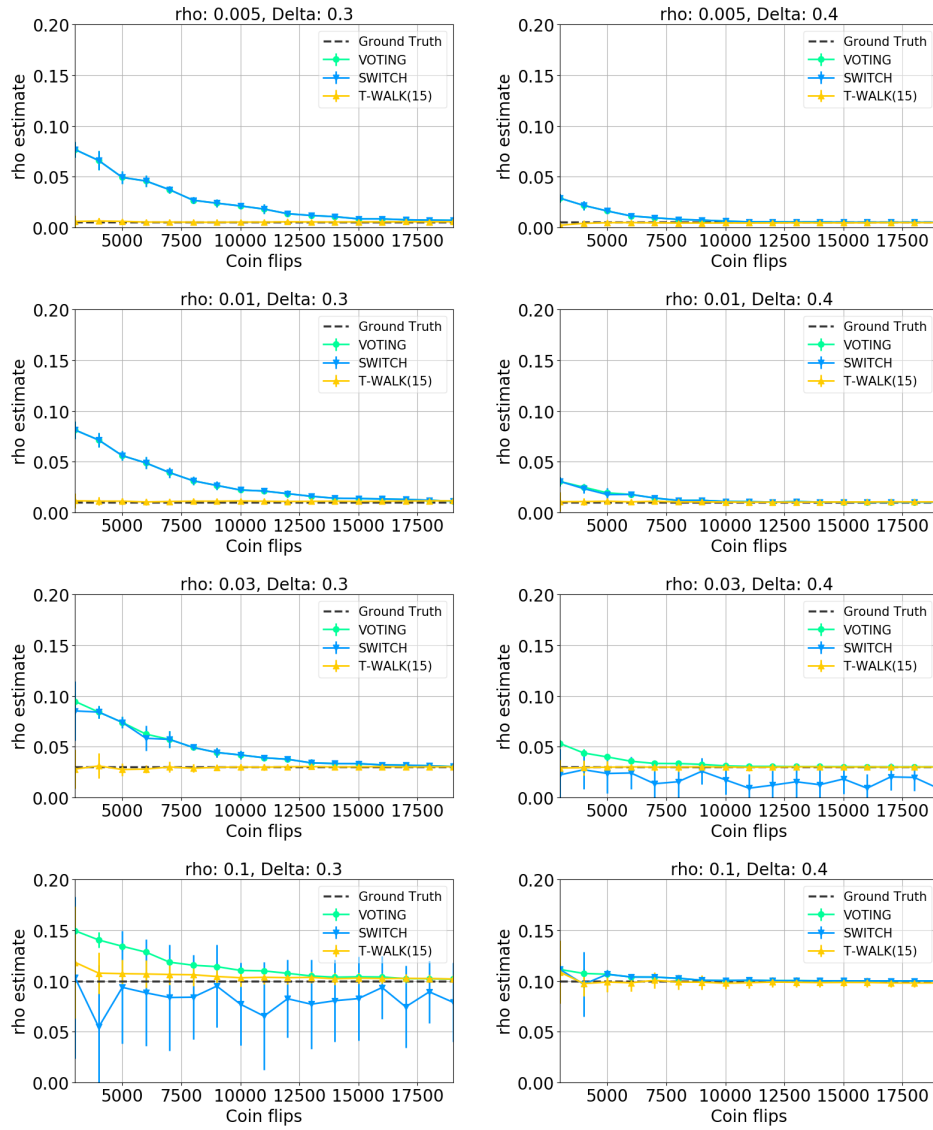 rho: 0.005, Delta: 0.3
0.20
0.15
0.10
0.05
0.00
rho estimate
Ground Truth
VOTING
SWITCH
T-WALK(15)
5000 7500 10000 12500 15000 17500
Coin flips
rho: 0.005, Delta: 0.4
0.20
0.15
0.10
0.05
0.00
rho estimate
Ground Truth
VOTING
SWITCH
T-WALK(15)
5000 7500 10000 12500 15000 17500
Coin flips
rho: 0.01, Delta: 0.3
0.20
0.15
0.10
0.05
0.00
rho estimate
Ground Truth
VOTING
SWITCH
T-WALK(15)
5000 7500 10000 12500 15000 17500
Coin flips
rho: 0.01, Delta: 0.4
0.20
0.15
0.10
0.05
0.00
rho estimate
Ground Truth
VOTING
SWITCH
T-WALK(15)
5000 7500 10000 12500 15000 17500
Coin flips
rho: 0.03, Delta: 0.3
0.20
0.15
0.10
0.05
0.00
rho estimate
Ground Truth
VOTING
SWITCH
T-WALK(15)
5000 7500 10000 12500 15000 17500
Coin flips
rho: 0.03, Delta: 0.4
0.20
0.15
0.10
0.05
0.00
rho estimate
Ground Truth
VOTING
SWITCH
T-WALK(15)
5000 7500 10000 12500 15000 17500
Coin flips
rho: 0.1, Delta: 0.3
0.20
0.15
0.10
0.05
0.00
rho estimate
Ground Truth
VOTING
SWITCH
T-WALK(15)
5000 7500 10000 12500 15000 17500
Coin flips
rho: 0.1, Delta: 0.4
0.20
0.15
0.10
0.05
0.00
rho estimate
Ground Truth
VOTING
SWITCH
T-WALK(15)
5000 7500 10000 12500 15000 17500
Coin flips